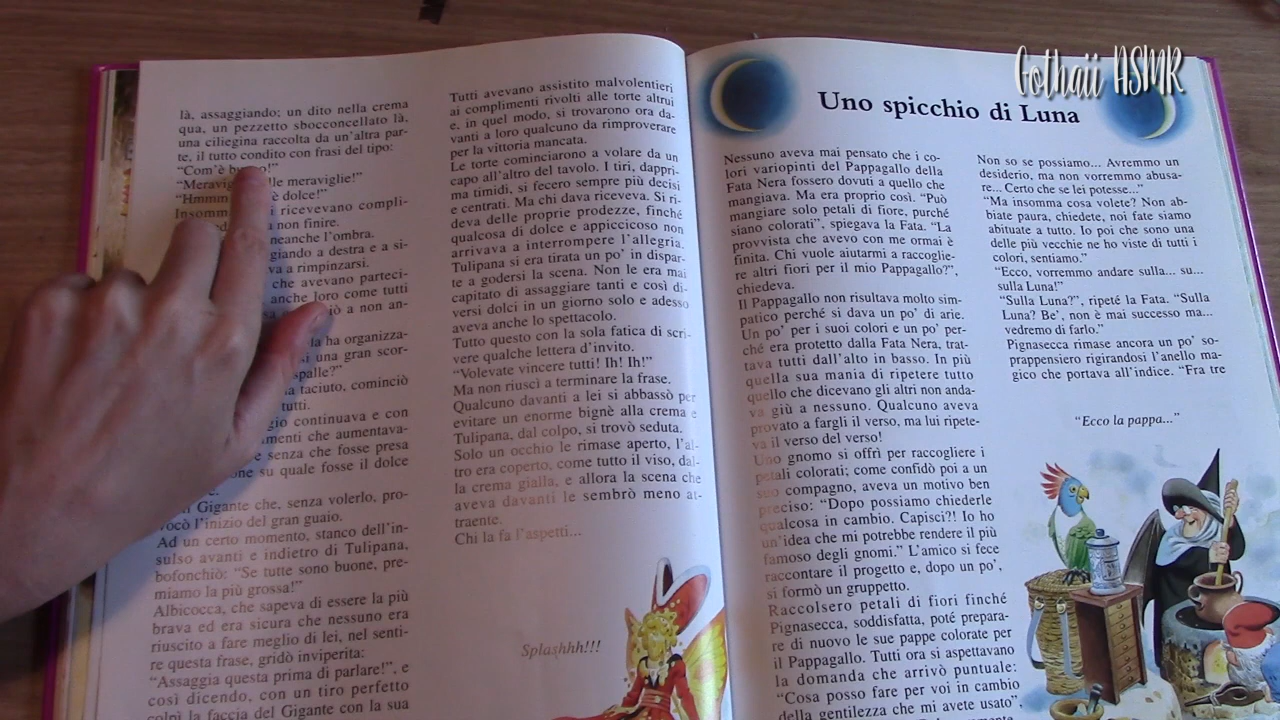 Gothaii ASMR
là, assaggiando: un dito nella crema
qua, un pezzetto sbocconcellato là,
una ciliegina raccolta da un'altra par-
te, il tutto condito con frasi del tipo:
"Com'è
"Meravig lle meraviglie!"
"Hmmm è dolce!"
Insomm i ricevevano compli-
a non finire.
neanche l'ombra.
giando a destra e a si-
va a rimpinzarsi.
che avevano parteci-
anche loro come tutti
ciò a non an-
la ha organizza-
si una gran scor-
spalle?"
a taciuto, cominciò
tutti.
gio continuava e con
menti che aumentava-
e senza che fosse presa
one su quale fosse il dolce
Gigante che, senza volerlo, pro-
vocò l'inizio del gran guaio.
Ad un certo momento, stanco dell'in-
sulso avanti e indietro di Tulipana,
bofonchiò: "Se tutte sono buone, pre-
miamo la più grossa!"
Albicocca, che sapeva di essere la più
brava ed era sicura che nessuno era
riuscito a fare meglio di lei, nel senti-
re questa frase, gridò inviperita:
"Assaggia questa prima di parlare!", e
così dicendo, con un tiro perfetto
colpì la faccia del Gigante con la sua
Tutti avevano assistito malvolentieri
ai complimenti rivolti alle torte altrui
e, in quel modo, si trovarono ora da-
vanti a loro qualcuno da rimproverare
per la vittoria mancata.
Le torte cominciarono a volare da un
capo all'altro del tavolo. I tiri, dappri-
ma timidi, si fecero sempre più decisi
e centrati. Ma chi dava riceveva. Si ri-
deva delle proprie prodezze, finché
qualcosa di dolce e appiccicoso non
arrivava a interrompere l'allegria.
Tulipana si era tirata un po' in dispar-
te a godersi la scena. Non le era mai
capitato di assaggiare tanti e così di-
versi dolci in un giorno solo e adesso
aveva anche lo spettacolo.
Tutto questo con la sola fatica di scri-
vere qualche lettera d'invito.
"Volevate vincere tutti! Ih! Ih!"
Ma non riuscì a terminare la frase.
Qualcuno davanti a lei si abbassò per
evitare un enorme bignè alla crema e
Tulipana, dal colpo, si trovò seduta.
Solo un occhio le rimase aperto, l'al-
tro era coperto, come tutto il viso, dal-
la crema gialla, e allora la scena che
aveva davanti le sembrò meno at-
traente.
Chi la fa l'aspetti...
Splashhh!!!
Uno spicchio di Luna
Nessuno aveva mai pensato che i co-
lori variopinti del Pappagallo della
Fata Nera fossero dovuti a quello che
mangiava. Ma era proprio così. "Può
mangiare solo petali di fiore, purché
siano colorati", spiegava la Fata. "La
provvista che avevo con me ormai è
finita. Chi vuole aiutarmi a raccoglie-
re altri fiori per il mio Pappagallo?",
chiedeva.
Il Pappagallo non risultava molto sim-
patico perché si dava un po' di arie.
Un po' per i suoi colori e un po' per-
ché era protetto dalla Fata Nera, trat-
tava tutti dall'alto in basso. In più
quella sua mania di ripetere tutto
quello che dicevano gli altri non anda-
va giù a nessuno. Qualcuno aveva
provato a fargli il verso, ma lui ripete-
va il verso del verso!
Uno gnomo si offrì per raccogliere i
petali colorati; come confidò poi a un
suo compagno, aveva un motivo ben
preciso: "Dopo possiamo chiederle
qualcosa in cambio. Capisci?! Io ho
un'idea che mi potrebbe rendere il più
famoso degli gnomi." L'amico si fece
raccontare il progetto e, dopo un po',
si formò un gruppetto.
Raccolsero petali di fiori finché
Pignasecca, soddisfatta, poté prepara-
re di nuovo le sue pappe colorate per
il Pappagallo. Tutti ora si aspettavano
la domanda che arrivò puntuale:
"Cosa posso fare per voi in cambio
della gentilezza che mi avete usato",
Non so se possiamo... Avremmo un
desiderio, ma non vorremmo abusa-
re... Certo che se lei potesse..."
"Ma insomma cosa volete? Non ab-
biate paura, chiedete, noi fate siamo
abituate a tutto. Io poi che sono una
delle più vecchie ne ho viste di tutti i
colori, sentiamo."
"Ecco, vorremmo andare sulla... su...
sulla Luna!"
"Sulla Luna?", ripeté la Fata. "Sulla
Luna? Be', non è mai successo ma...
vedremo di farlo."
Pignasecca rimase ancora un po' so-
prappensiero rigirandosi l'anello ma-
gico che portava all'indice. "Fra tre
"Ecco la pappa..."